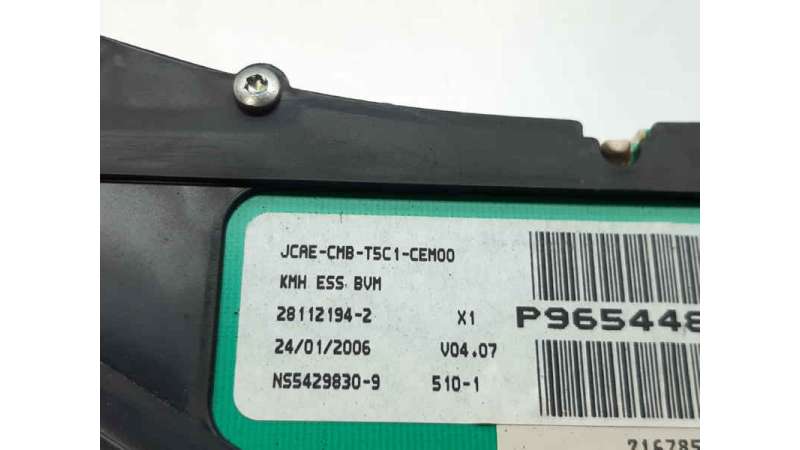 JCAE-CMB-T5C1-CEM00
KMH ESS BVM
28112194-2 X1
24/01/2006 V04.07
NS5429830-9 510-1
P965448
716785